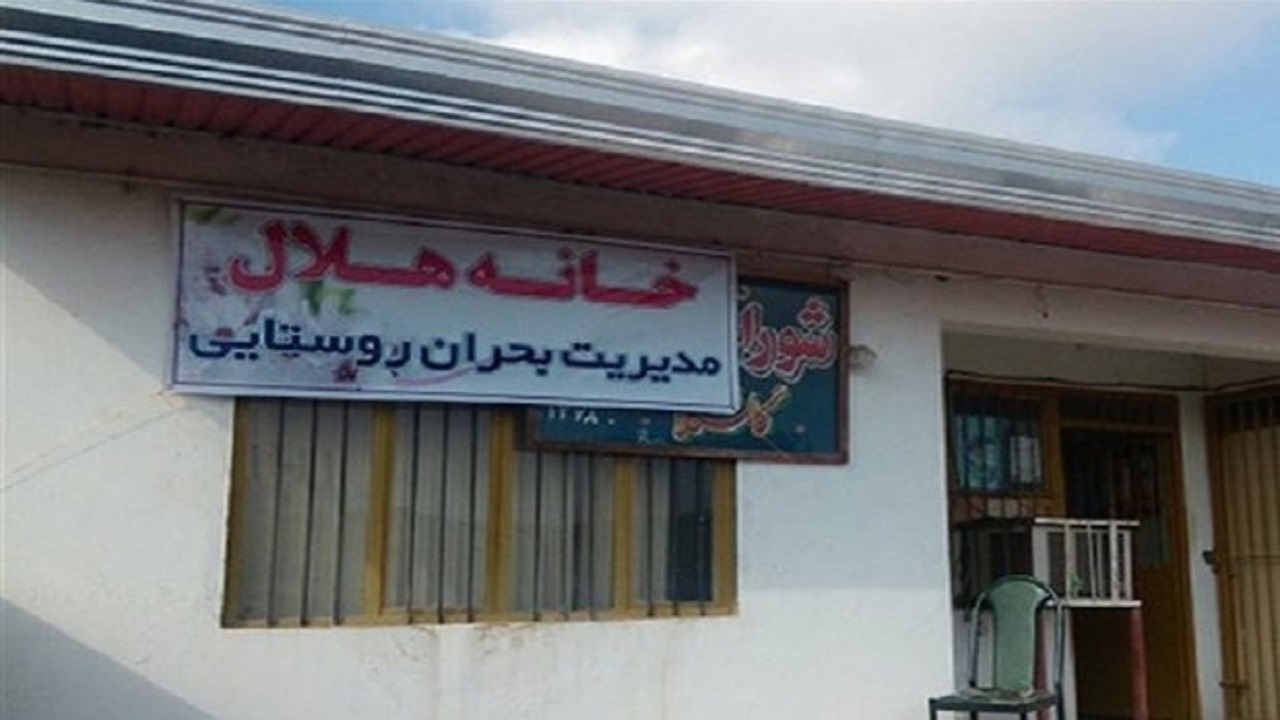 خانه هلال
مدیریت بحران روستایی